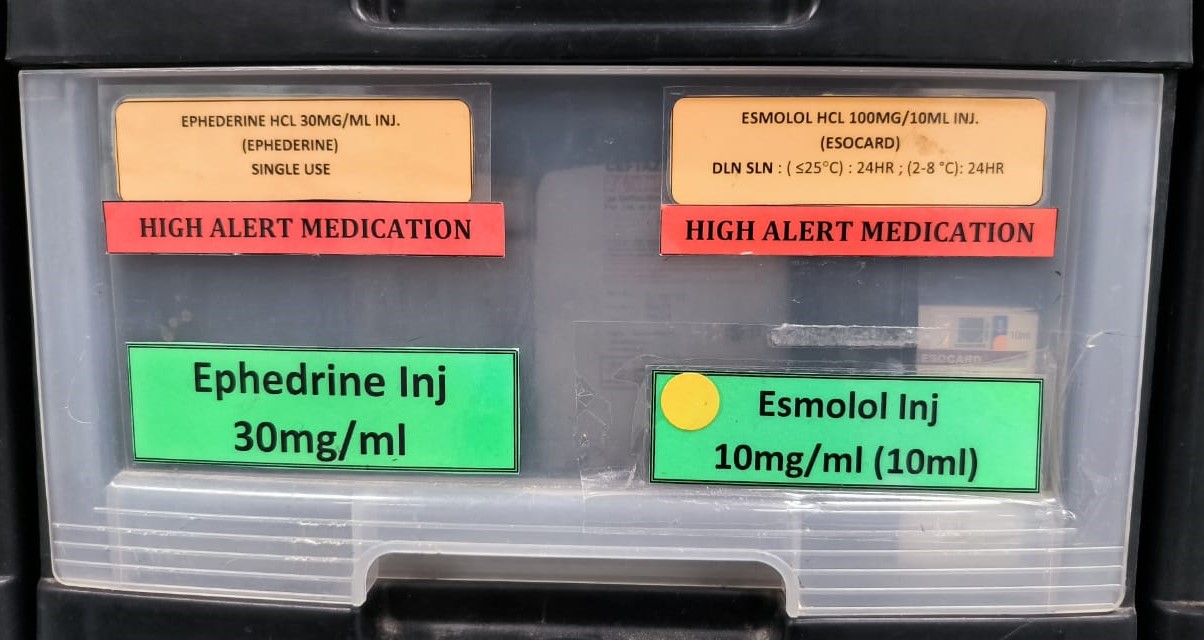 EPHEDERINE HCL 30MG/ML INJ.
(EPHEDERINE)
SINGLE USE
HIGH ALERT MEDICATION
Ephedrine Inj
30mg/ml
ESMOLOL HCL 100MG/10ML INJ.
(ESOCARD)
DLN SLN : ( ≤25°C) : 24HR ; (2-8 °C): 24HR
HIGH ALERT MEDICATION
ESOCARD
Esmolol Inj
10mg/ml (10ml)